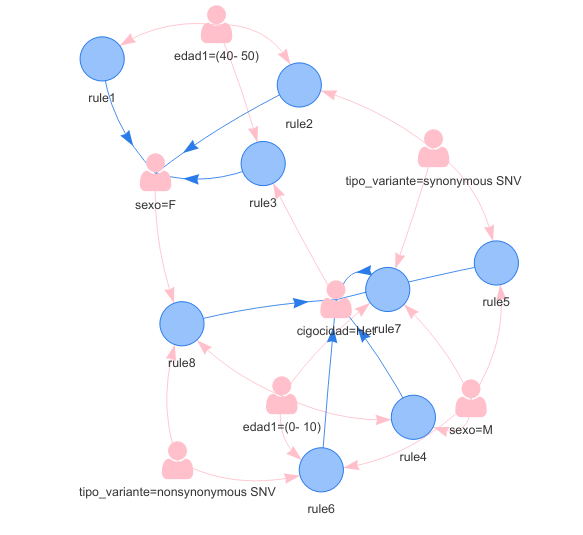 edad1=(40- 50)
rule1
rule2
tipo_variante=synonymous SNV
sexo=F
rule3
rule5
cigocidad=Het
rule7
rule8
edad1=(0- 10)
sexo=M
rule4
tipo_variante=nonsynonymous SNV
rule6